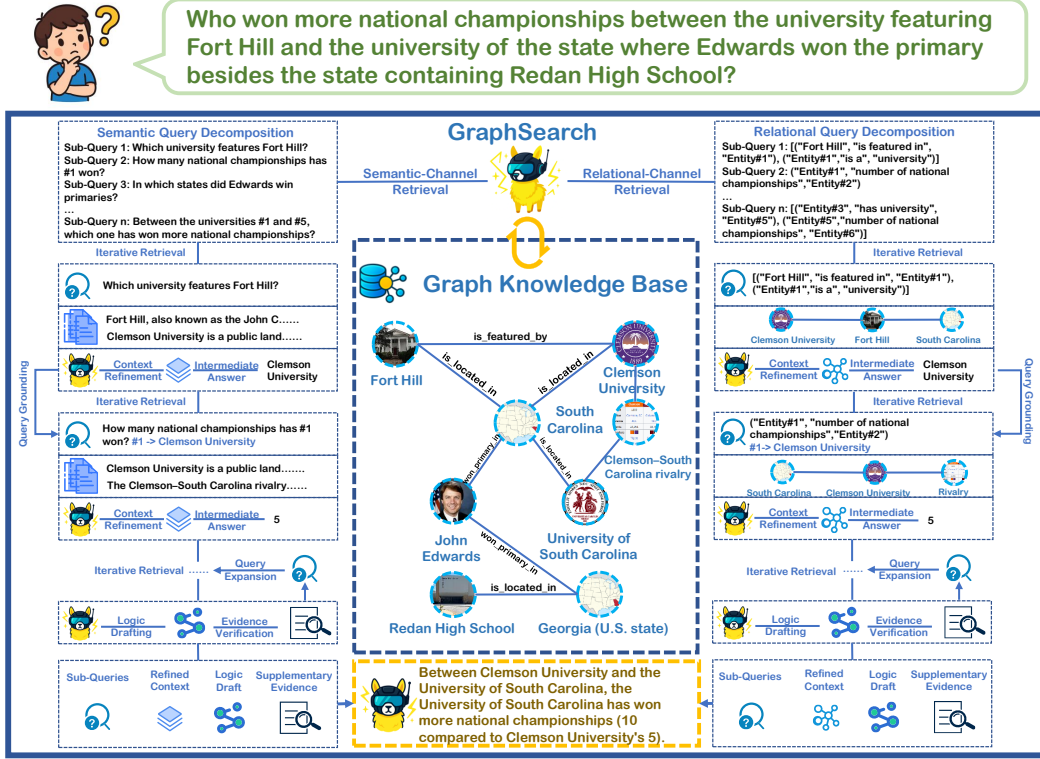 Who won more national championships between the university featuring
Fort Hill and the university of the state where Edwards won the primary
besides the state containing Redan High School?
GraphSearch
Semantic-Channel
Retrieval
Relational-Channel
Retrieval
Semantic Query Decomposition
Sub-Query 1: Which university features Fort Hill?
Sub-Query 2: How many national championships has
#1 won?
Sub-Query 3: In which states did Edwards win
primaries?
...
Sub-Query n: Between the universities #1 and #5,
which one has won more national championships?
Iterative Retrieval
Which university features Fort Hill?
Fort Hill, also known as the John C......
Clemson University is a public land......
Context
Refinement
Intermediate
Answer
Clemson
University
Query Grounding
Iterative Retrieval
How many national championships has #1
won? #1 -> Clemson University
Clemson University is a public land.......
The Clemson–South Carolina rivalry......
Context
Refinement
Intermediate
Answer
5
Iterative Retrieval ......
Query
Expansion
Logic
Drafting
Evidence
Verification
Sub-Queries
Refined
Context
Logic
Draft
Supplementary
Evidence
Graph Knowledge Base
is_featured_by
is_located_in
is_located_in
Fort Hill
Clemson
University
South
Carolina
won_primary_in
is_located_in
Clemson–South
Carolina rivalry
John
Edwards
University of
South Carolina
won_primary_in
is_located_in
Redan High School
Georgia (U.S. state)
Between Clemson University and the
University of South Carolina, the
University of South Carolina has won
more national championships (10
compared to Clemson University's 5).
Relational Query Decomposition
Sub-Query 1: [("Fort Hill", "is featured in",
"Entity#1"), ("Entity#1","is a", "university")]
Sub-Query 2: ("Entity#1", "number of national
championships","Entity#2")
...
Sub-Query n: [("Entity#3", "has university",
"Entity#5"), ("Entity#5","number of national
championships", "Entity#6")]
Iterative Retrieval
[("Fort Hill", "is featured in", "Entity#1"),
("Entity#1","is a", "university")]
Clemson University
Fort Hill
South Carolina
Context
Refinement
Intermediate
Answer
Clemson
University
Query Grounding
Iterative Retrieval
("Entity#1", "number of national
championships","Entity#2")
#1-> Clemson University
South Carolina
Clemson University
Rivalry
Context
Refinement
Intermediate
Answer
5
Iterative Retrieval ......
Query
Expansion
Logic
Drafting
Evidence
Verification
Sub-Queries
Refined
Context
Logic
Draft
Supplementary
Evidence